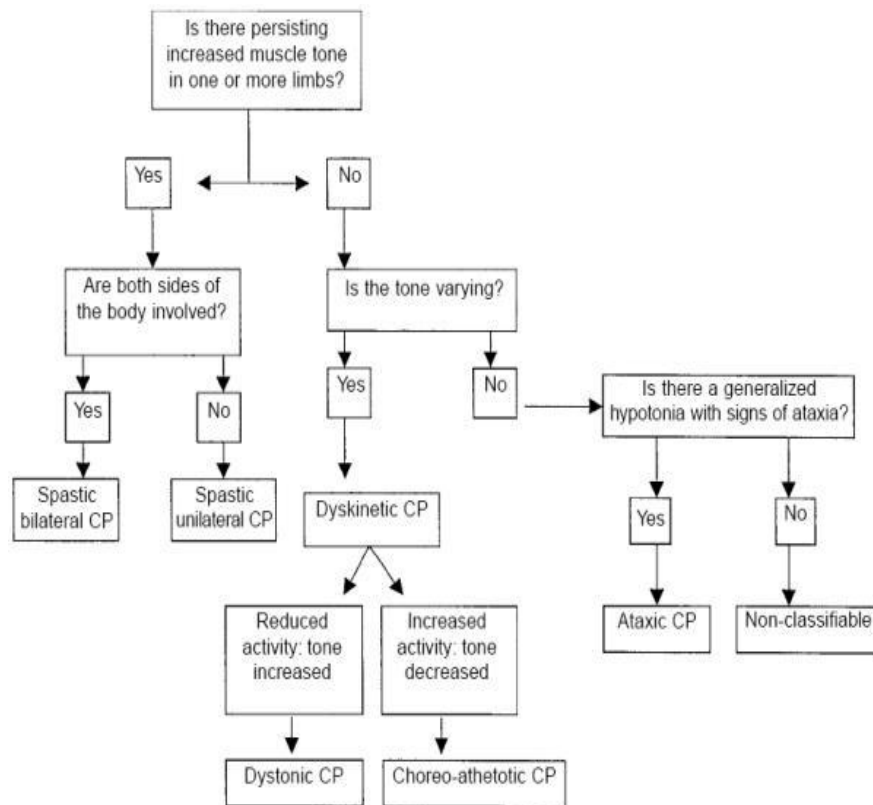 Is there persisting
increased muscle tone
in one or more limbs?
Yes
No
Are both sides of
the body involved?
Is the tone varying?
Yes
No
Yes
No
Is there a generalized
hypotonia with signs of ataxia?
Spastic
bilateral CP
Spastic
unilateral CP
Dyskinetic CP
Yes
No
Reduced
activity: tone
increased
Increased
activity: tone
decreased
Ataxic CP
Non-classifiable
Dystonic CP
Choreo-athetotic CP